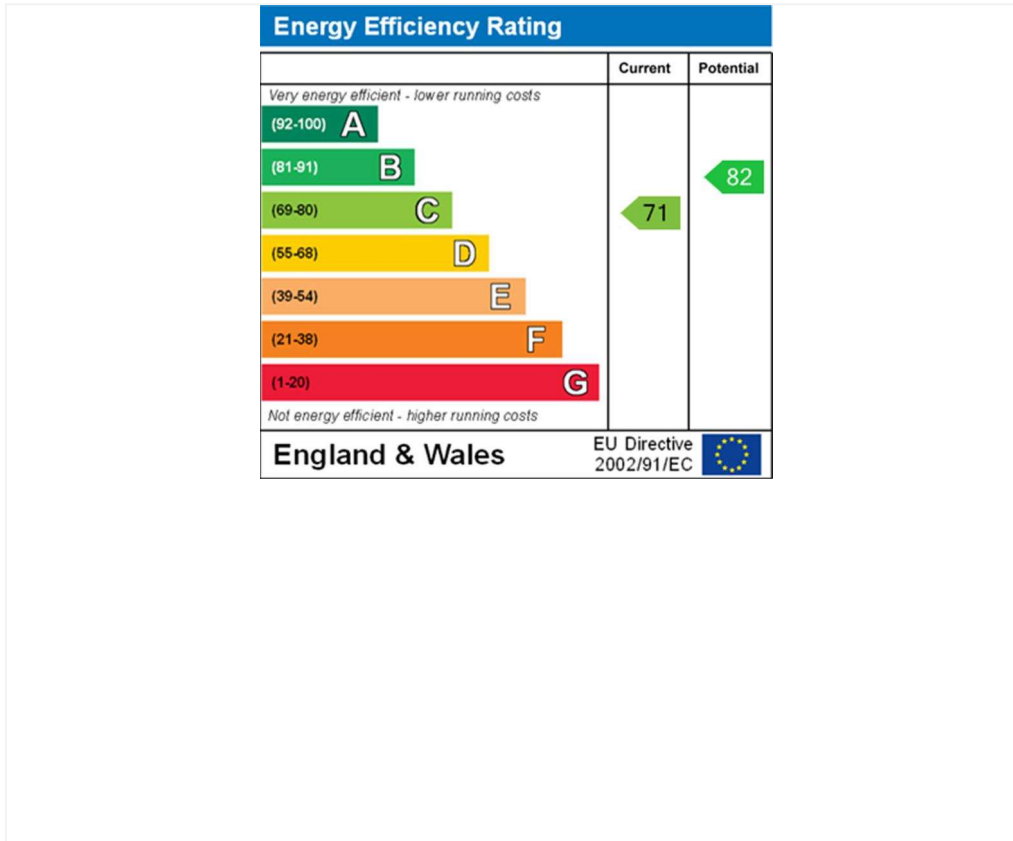 Energy Efficiency Rating
Current Potential
Very energy efficient - lower running costs
(92-100) A
(81-91) B
82
(69-80) C
71
(55-68) D
(39-54) E
(21-38) F
(1-20) G
Not energy efficient - higher running costs
England & Wales
EU Directive
2002/91/EC